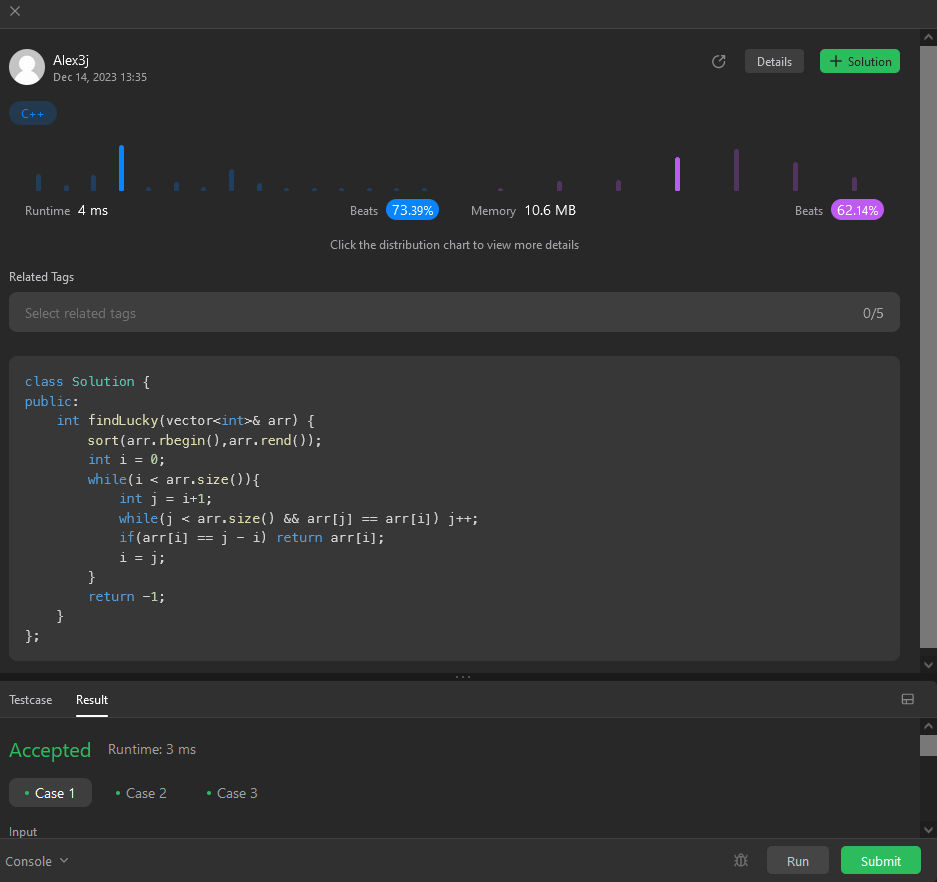 Alex3j
Dec 14, 2023 13:35
Details
+ Solution
C++
Runtime 4 ms
Beats 73.39%
Memory 10.6 MB
Beats 62.14%
Click the distribution chart to view more details
Related Tags
Select related tags
0/5
class Solution {
public:
    int findLucky(vector<int>& arr) {
        sort(arr.rbegin(),arr.rend());
        int i = 0;
        while(i < arr.size()){
            int j = i+1;
            while(j < arr.size() && arr[j] == arr[i]) j++;
            if(arr[i] == j - i) return arr[i];
            i = j;
        }
        return -1;
    }
};
Testcase
Result
Accepted
Runtime: 3 ms
• Case 1
• Case 2
• Case 3
Input
Console
Run
Submit